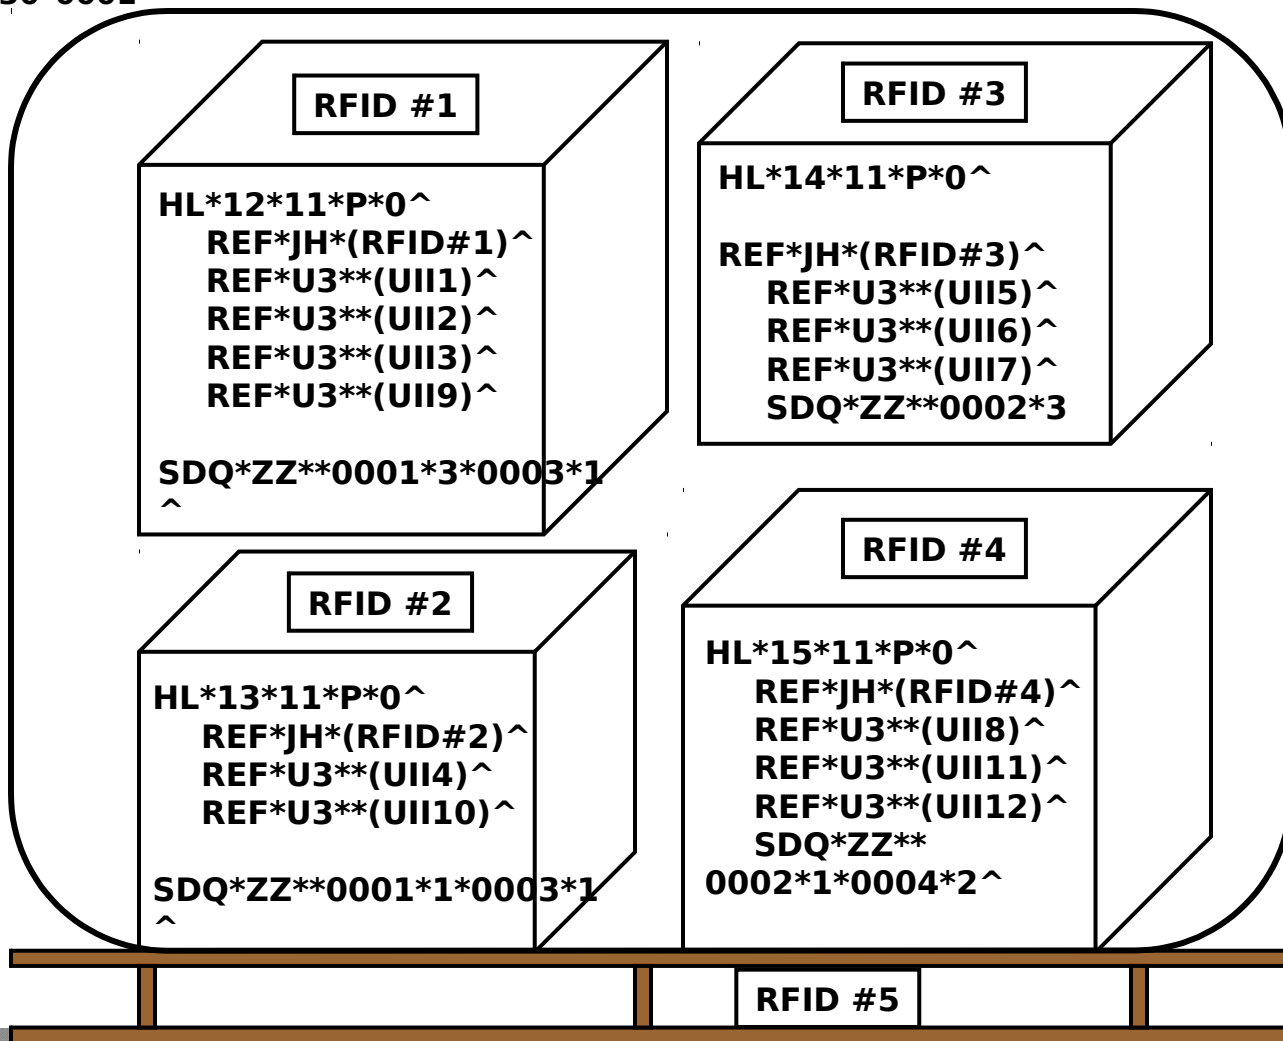 RFID #1
HL*12*11*P*0^
REF*JH*(RFID#1)^
REF*U3**(UII1)^
REF*U3**(UII2)^
REF*U3**(UII3)^
REF*U3**(UII9)^
SDQ*ZZ**0001*3*0003*1
^
RFID #3
HL*14*11*P*0^
REF*JH*(RFID#3)^
REF*U3**(UII5)^
REF*U3**(UII6)^
REF*U3**(UII7)^
SDQ*ZZ**0002*3
RFID #2
HL*13*11*P*0^
REF*JH*(RFID#2)^
REF*U3**(UII4)^
REF*U3**(UII10)^
SDQ*ZZ**0001*1*0003*1
^
RFID #4
HL*15*11*P*0^
REF*JH*(RFID#4)^
REF*U3**(UII8)^
REF*U3**(UII11)^
REF*U3**(UII12)^
SDQ*ZZ**
0002*1*0004*2^
RFID #5